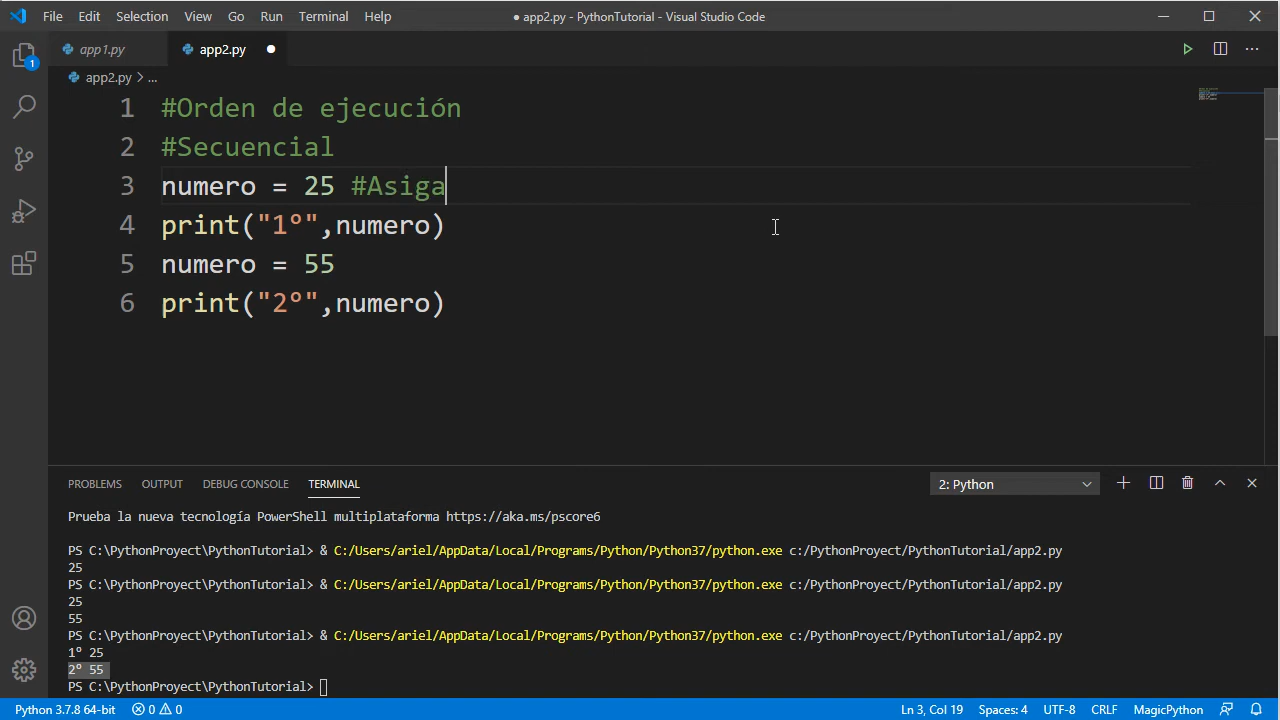 File Edit Selection View Go Run Terminal Help ● app2.py - PythonTutorial - Visual Studio Code
app1.py app2.py ●
app2.py > ...
1 #Orden de ejecución
2 #Secuencial
3 numero = 25 #Asiga
4 print("1º",numero)
5 numero = 55
6 print("2º",numero)
PROBLEMS OUTPUT DEBUG CONSOLE TERMINAL 2: Python
Prueba la nueva tecnología PowerShell multiplataforma https://aka.ms/pscore6
PS C:\PythonProyect\PythonTutorial> & C:/Users/ariel/AppData/Local/Programs/Python/Python37/python.exe c:/PythonProyect/PythonTutorial/app2.py
25
PS C:\PythonProyect\PythonTutorial> & C:/Users/ariel/AppData/Local/Programs/Python/Python37/python.exe c:/PythonProyect/PythonTutorial/app2.py
25
55
PS C:\PythonProyect\PythonTutorial> & C:/Users/ariel/AppData/Local/Programs/Python/Python37/python.exe c:/PythonProyect/PythonTutorial/app2.py
1º 25
2º 55
PS C:\PythonProyect\PythonTutorial>
1
Python 3.7.8 64-bit 0 0 Ln 3, Col 19 Spaces: 4 UTF-8 CRLF MagicPython